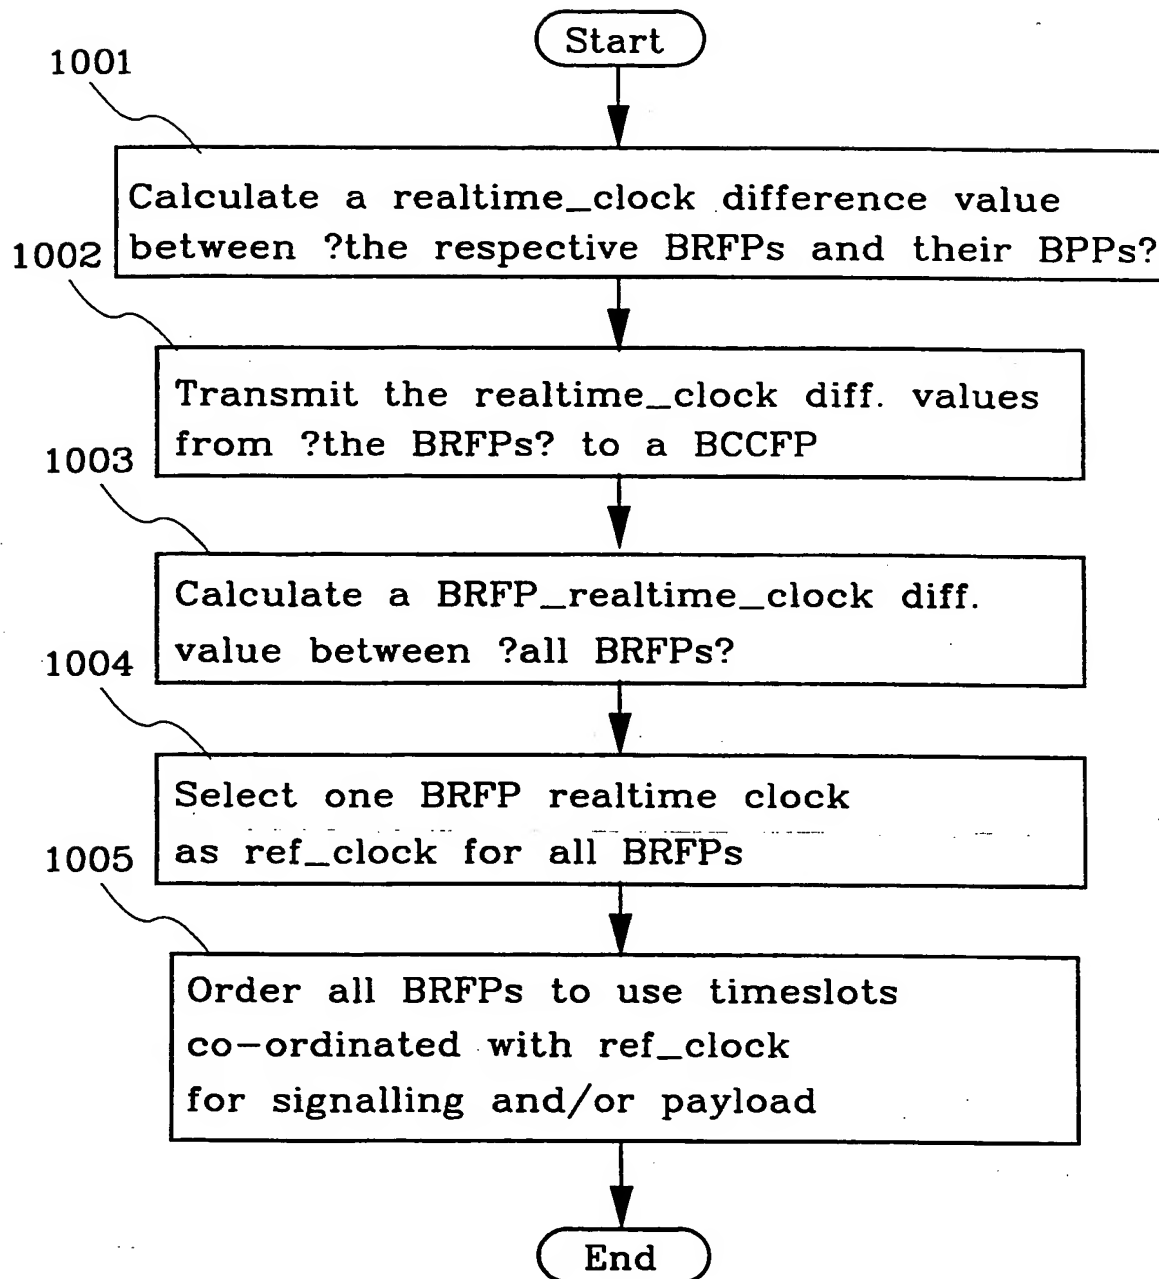 Start
1001
Calculate a realtime_clock difference value
between ?the respective BRFPs and their BPPs?
1002
Transmit the realtime_clock diff. values
from ?the BRFPs? to a BCCFP
1003
Calculate a BRFP_realtime_clock diff.
value between ?all BRFPs?
1004
Select one BRFP realtime clock
as ref_clock for all BRFPs
1005
Order all BRFPs to use timeslots
co-ordinated with ref_clock
for signalling and/or payload
End